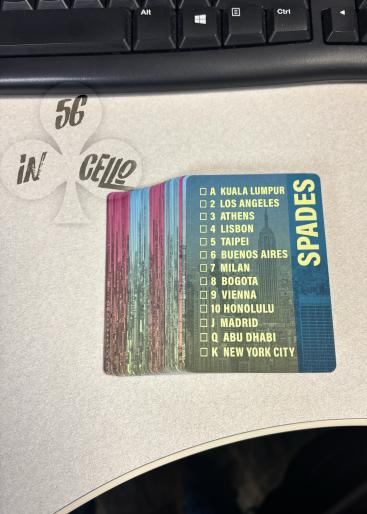 Alt
Ctrl
56
IN CELLO
A KUALA LUMPUR
2 LOS ANGELES
3 ATHENS
4 LISBON
5 TAIPEI
6 BUENOS AIRES
7 MILAN
8 BOGOTA
9 VIENNA
10 HONOLULU
J MADRID
Q ABU DHABI
K NEW YORK CITY
SPADES